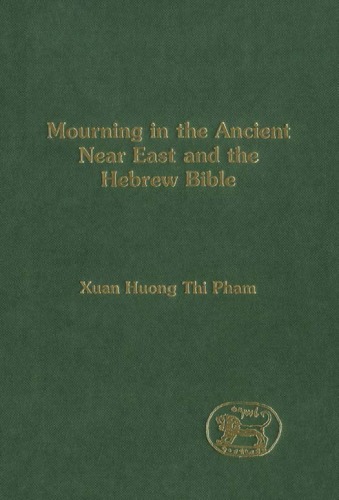 Mourning in the Ancient
Near East and the
Hebrew Bible
Xuan Huong Thi Pham